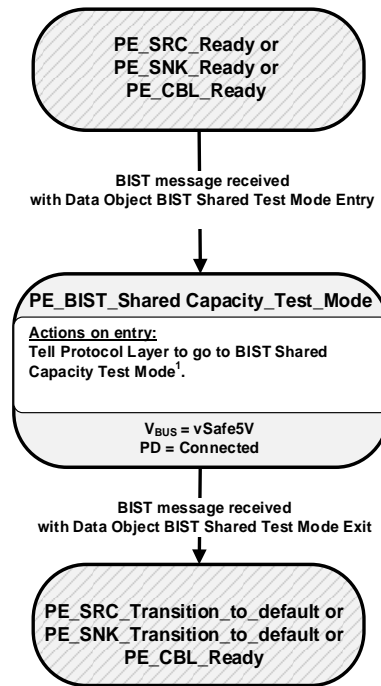 PE_SRC_Ready or
PE_SNK_Ready or
PE_CBL_Ready
BIST message received
with Data Object BIST Shared Test Mode Entry
PE_BIST_Shared Capacity_Test_Mode
Actions on entry:
Tell Protocol Layer to go to BIST Shared
Capacity Test Mode¹.
VBUS = vSafe5V
PD = Connected
BIST message received
with Data Object BIST Shared Test Mode Exit
PE_SRC_Transition_to_default or
PE_SNK_Transition_to_default or
PE_CBL_Ready